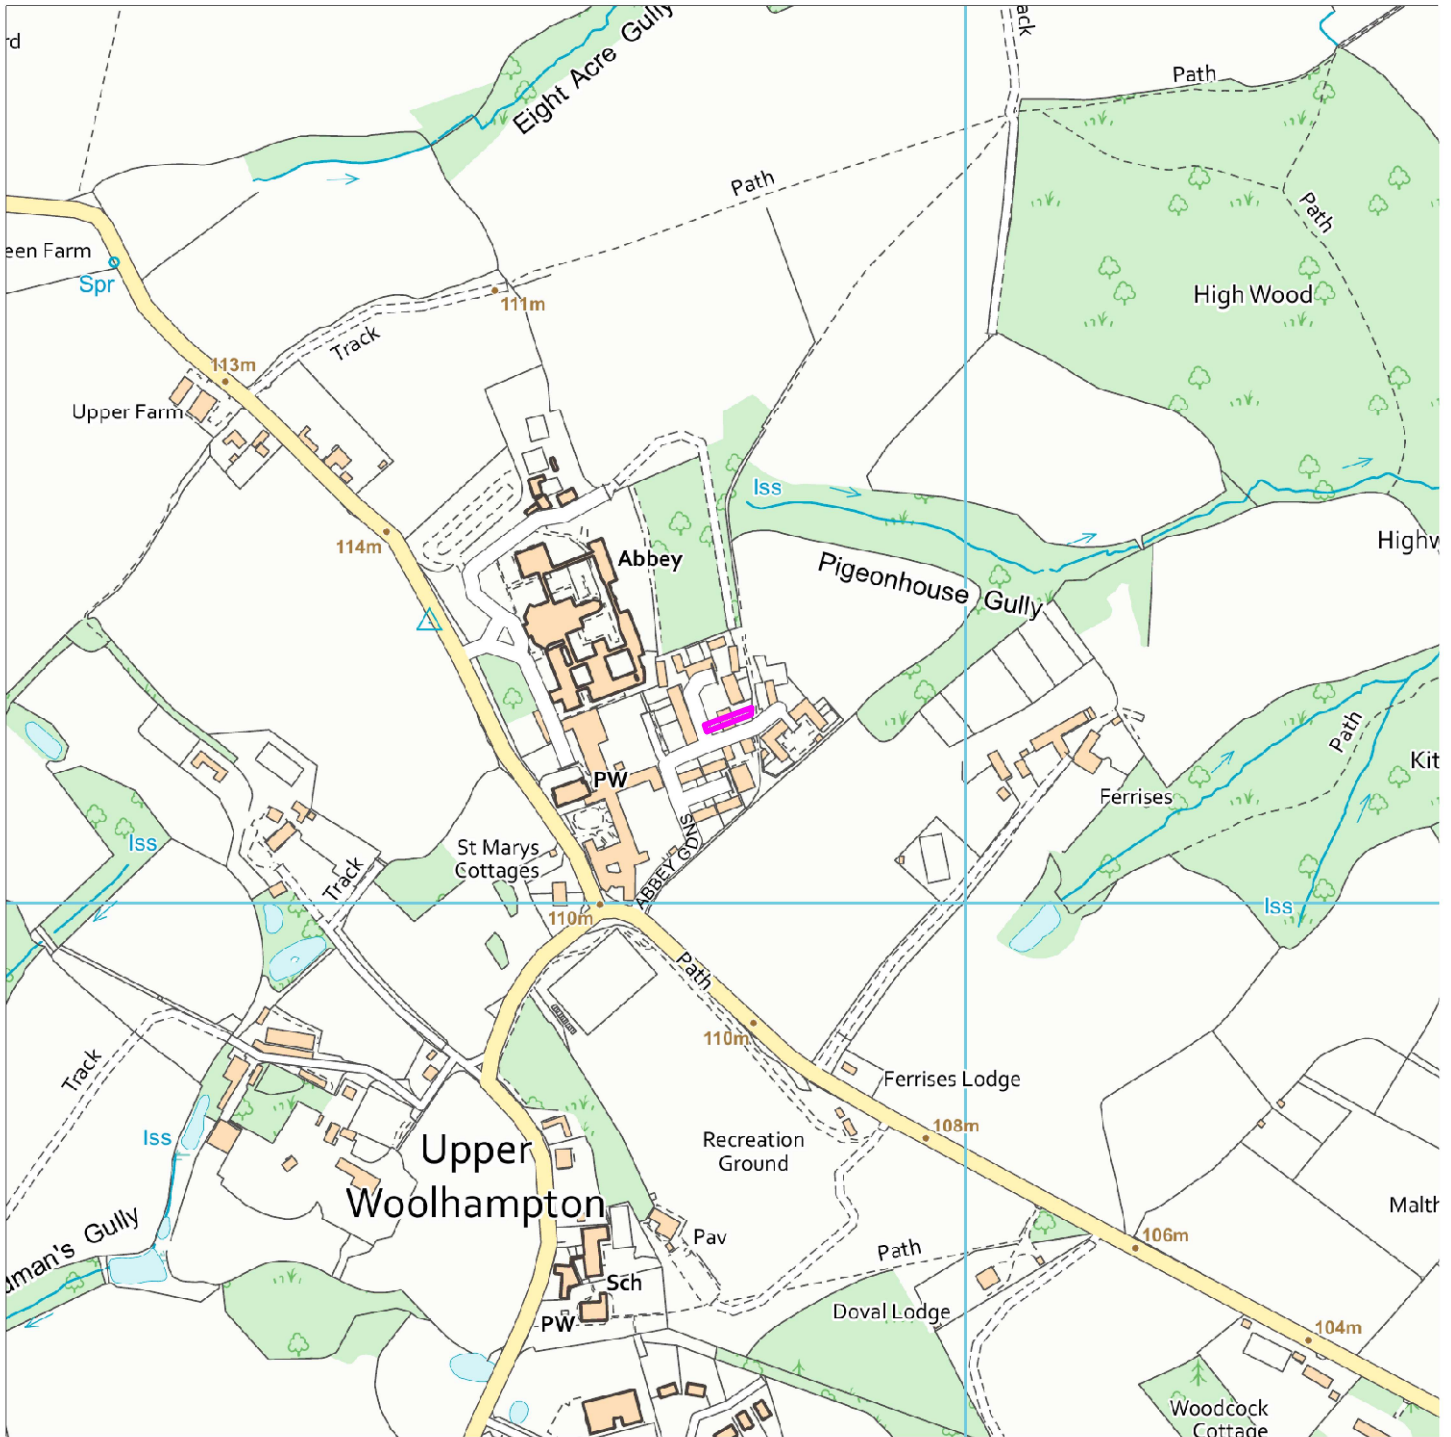 rd
Eight Acre Gully
ack
Path
Path
Path
een Farm
Spr
111m
High Wood
Track
113m
Upper Farm
Iss
114m
Abbey
Pigeonhouse Gully
Highw
Path
Kit
PW
Ferrises
St Marys
Cottages
ABBEY GDNS
Iss
Track
110m
Iss
Path
110m
Track
Ferrises Lodge
108m
Iss
Upper
Woolhampton
Recreation
Ground
Malth
Pav
Path
106m
uman's Gully
Sch
Doval Lodge
PW
104m
Woodcock
Cottage